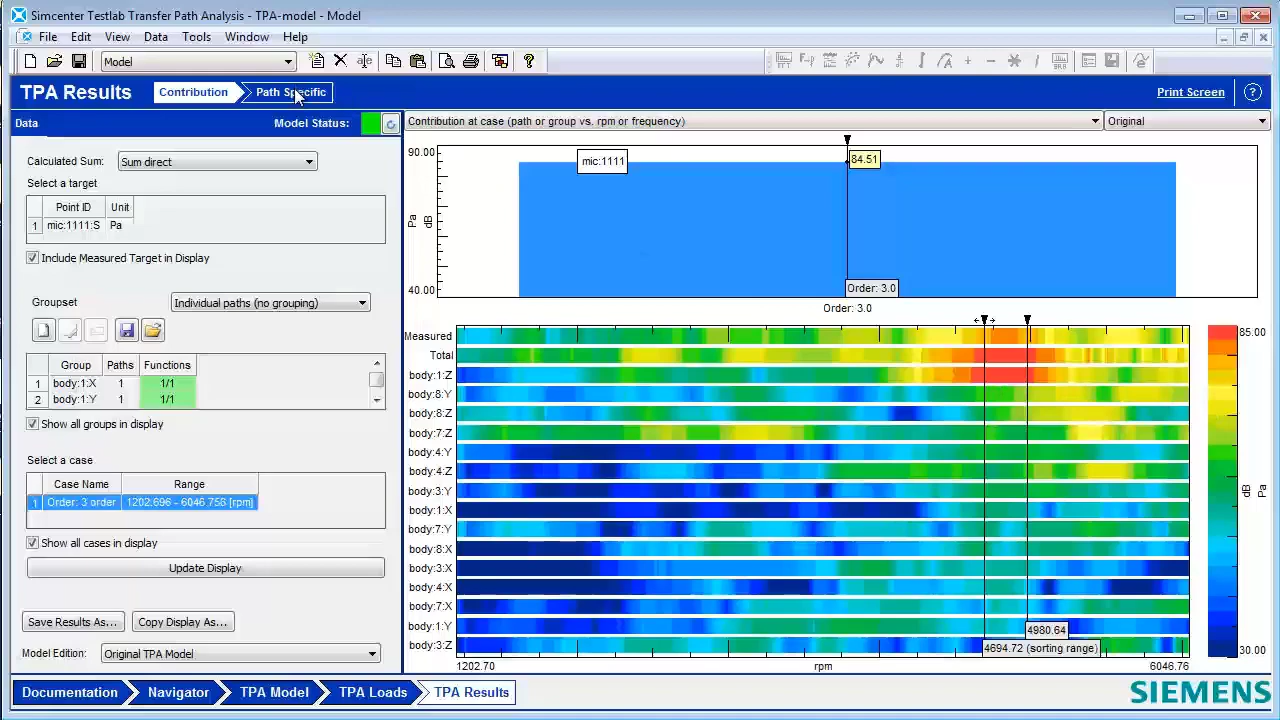 Simcenter Testlab Transfer Path Analysis - TPA-model - Model
File Edit View Data Tools Window Help
Model
TPA Results Contribution Path Specific Print Screen ?
Data Model Status:
Contribution at case (path or group vs. rpm or frequency) Original
Calculated Sum: Sum direct
Select a target
Point ID Unit
1 mic:1111:S Pa
Include Measured Target in Display
Groupset Individual paths (no grouping)
Group Paths Functions
1 body:1:X 1 1/1
2 body:1:Y 1 1/1
Show all groups in display
Select a case
Case Name Range
1 Order: 3 order 1202.696 - 6046.756 [rpm]
Show all cases in display
Update Display
Save Results As... Copy Display As...
Model Edition: Original TPA Model
90.00
mic:1111
84.51
Pa
dB
40.00
Order: 3.0
Order: 3.0
Measured
Total
body:1:Z
body:8:Y
body:8:Z
body:7:Z
body:4:Y
body:4:Z
body:3:Y
body:1:X
body:7:Y
body:8:X
body:3:X
body:4:X
body:7:X
body:1:Y
body:3:Z
4980.64
4694.72 (sorting range)
1202.70 rpm 6046.76
85.00
dB
Pa
30.00
Documentation Navigator TPA Model TPA Loads TPA Results
SIEMENS